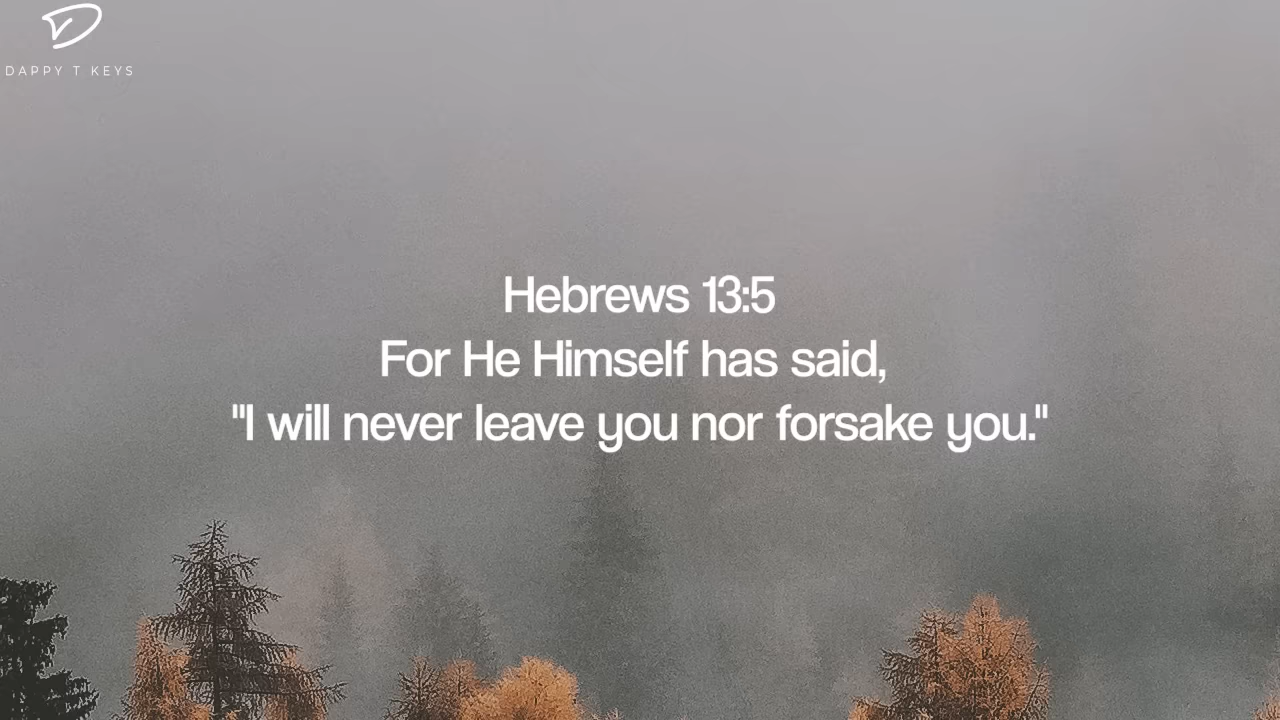 DAPPY T KEYS
Hebrews 13:5
For He Himself has said,
"I will never leave you nor forsake you."